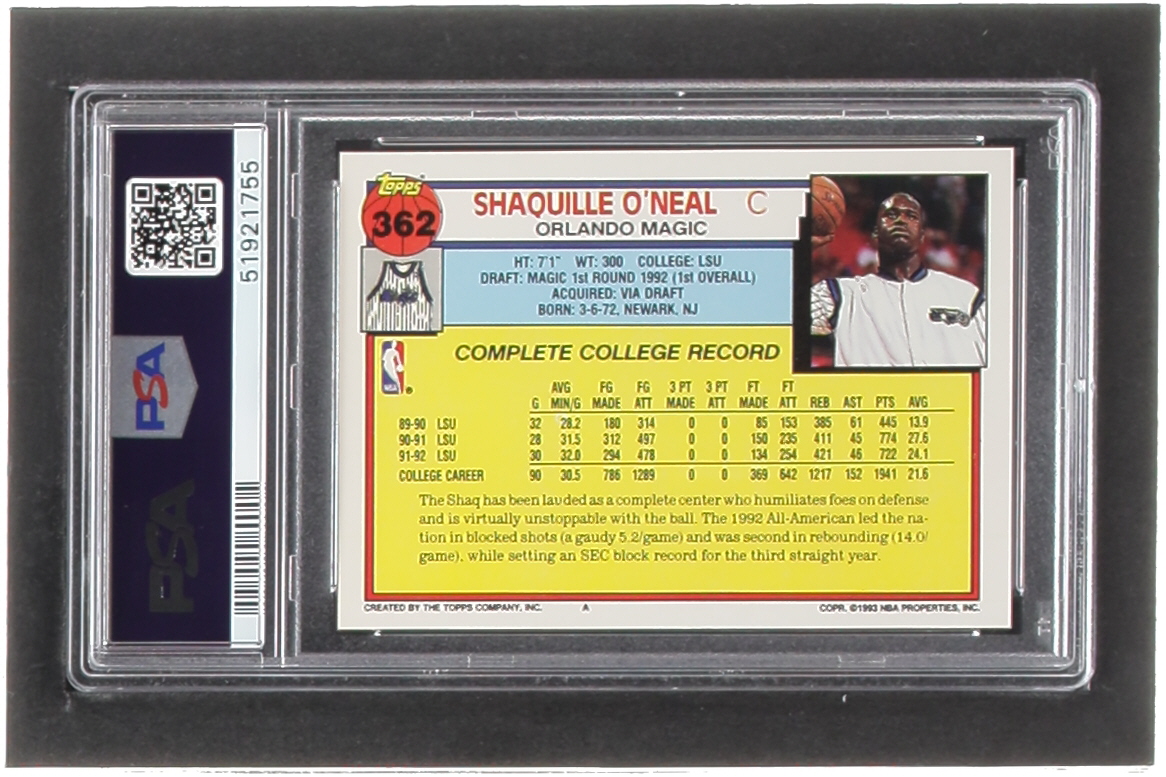 51921755
PSA
PSA
Topps
362
SHAQUILLE O'NEAL C
ORLANDO MAGIC
HT: 7'1" WT: 300 COLLEGE: LSU
DRAFT: MAGIC 1st ROUND 1992 (1st OVERALL)
ACQUIRED: VIA DRAFT
BORN: 3-6-72, NEWARK, NJ
NBA ®
COMPLETE COLLEGE RECORD
AVG FG FG 3 PT 3 PT FT FT
G MIN/G MADE ATT MADE ATT MADE ATT REB AST PTS AVG
89-90 LSU 32 28.2 180 314 0 0 85 153 385 61 445 13.9
90-91 LSU 28 31.5 312 497 0 0 150 235 411 45 774 27.6
91-92 LSU 30 32.0 294 478 0 0 134 254 421 46 722 24.1
COLLEGE CAREER 90 30.5 786 1289 0 0 369 642 1217 152 1941 21.6
The Shaq has been lauded as a complete center who humiliates foes on defense
and is virtually unstoppable with the ball. The 1992 All-American led the na-
tion in blocked shots (a gaudy 5.2/game) and was second in rebounding (14.0/
game), while setting an SEC block record for the third straight year.
CREATED BY THE TOPPS COMPANY, INC. A COPR. ©1993 NBA PROPERTIES, INC.